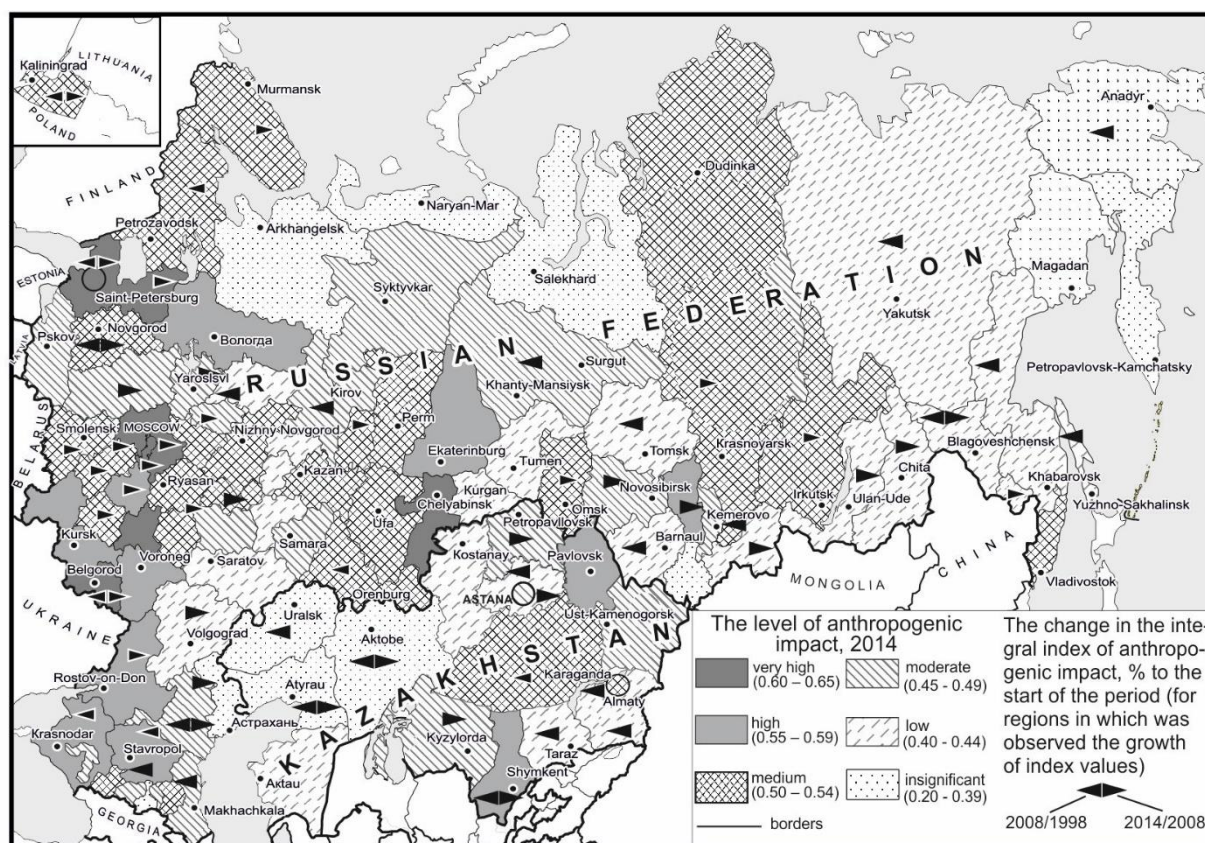 LITHUANIA
Kaliningrad
POLAND
Murmansk
Anadyr
Dudinka
FINLAND
Naryan-Mar
Petrozavodsk
Arkhangelsk
ESTONIA
Salekhard
Magadan
Saint-Petersburg
Syktyvkar
Yakutsk
Novgorod
Pskov
LATVIA
Вологда
RUSSIAN FEDERATION
Surgut
Petropavlovsk-Kamchatsky
Yaroslsvl
Kirov
Khanty-Mansiysk
BELARUS
Smolensk
MOSCOW
Nizhny-Novgorod
Perm
Ekaterinburg
Tomsk
Krasnoyarsk
Blagoveshchensk
Kazan
Tumen
Ryasan
Chita
Chelyabinsk
Kurgan
Novosibirsk
Khabarovsk
Irkutsk
Ulan-Ude
Omsk
Yuzhno-Sakhalinsk
Ufa
Petropavllovsk
Kemerovo
Kursk
Samara
Kostanay
Barnaul
Voroneg
Saratov
Pavlovsk
Belgorod
Vladivostok
MONGOLIA
CHINA
Orenburg
ASTANA
UKRAINE
Uralsk
Ust-Kamenogorsk
Volgograd
Aktobe
KAZAKHSTAN
Karaganda
Rostov-on-Don
Atyrau
Almaty
Астрахань
Krasnodar
Stavropol
Kyzylorda
Taraz
Aktau
Shymkent
Makhachkala
GEORGIA
The level of anthropogenic
impact, 2014
very high
(0.60 – 0.65)
moderate
(0.45 – 0.49)
high
(0.55 – 0.59)
low
(0.40 – 0.44)
medium
(0.50 – 0.54)
insignificant
(0.20 - 0.39)
borders
The change in the inte-
gral index of anthropo-
genic impact, % to the
start of the period (for
regions in which was
observed the growth
of index values)
2008/1998
2014/2008